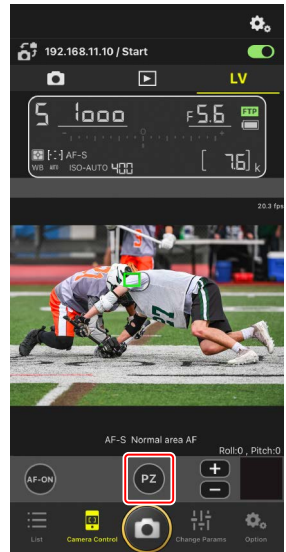 192.168.11.10 / Start
LV
S 1000 F5.6 FTP
AF-S
WB ISO-AUTO 400 [ 7.6] k
20.3 fps
27
AF-S Normal area AF
Roll:0 , Pitch:0
AF-ON PZ + −
List Camera Control Change Params Option